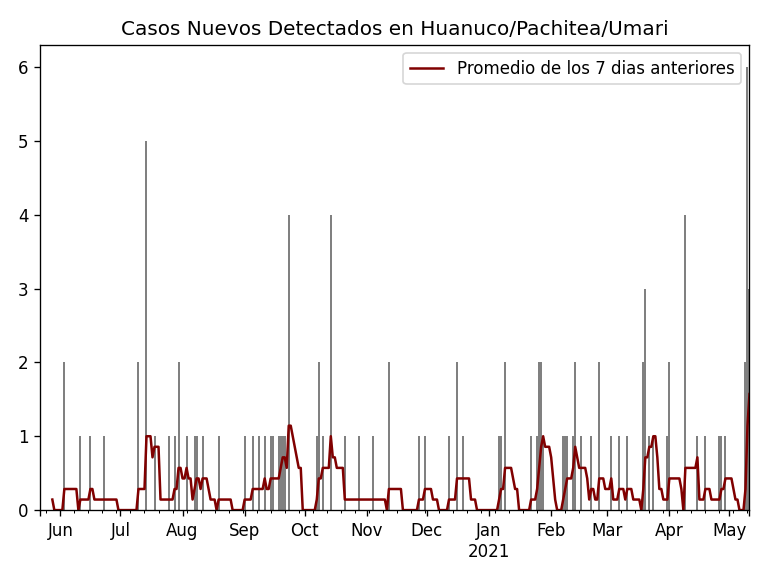 Casos Nuevos Detectados en Huanuco/Pachitea/Umari
Promedio de los 7 dias anteriores
6
5
4
3
2
1
0
Jun Jul Aug Sep Oct Nov Dec Jan Feb Mar Apr May
2021